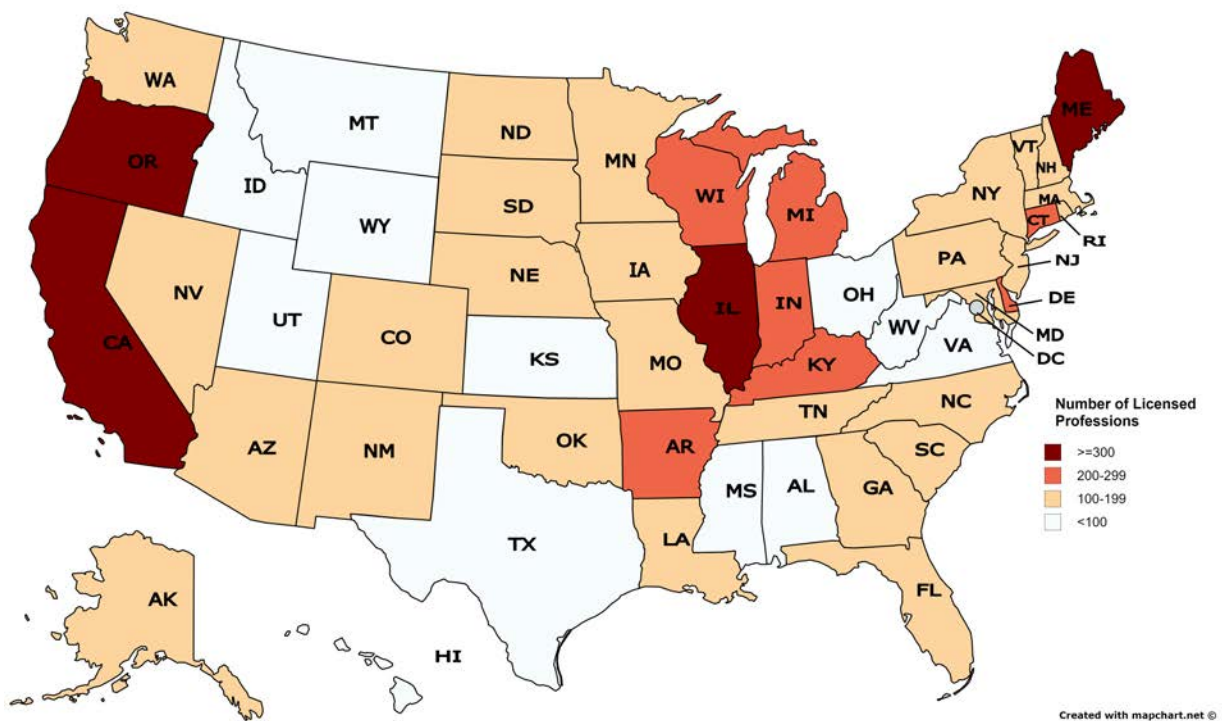 WA
MT
ND
MN
ME
OR
ID
SD
WI
VT
NH
NY
MA
WY
MI
CT
RI
NE
IA
PA
NJ
NV
UT
CO
KS
MO
IL
IN
OH
DE
CA
WV
VA
MD
DC
KY
AZ
NM
OK
AR
TN
NC
SC
MS
AL
GA
TX
LA
FL
AK
HI
Number of Licensed
Professions
>=300
200-299
100-199
<100
Created with mapchart.net ©